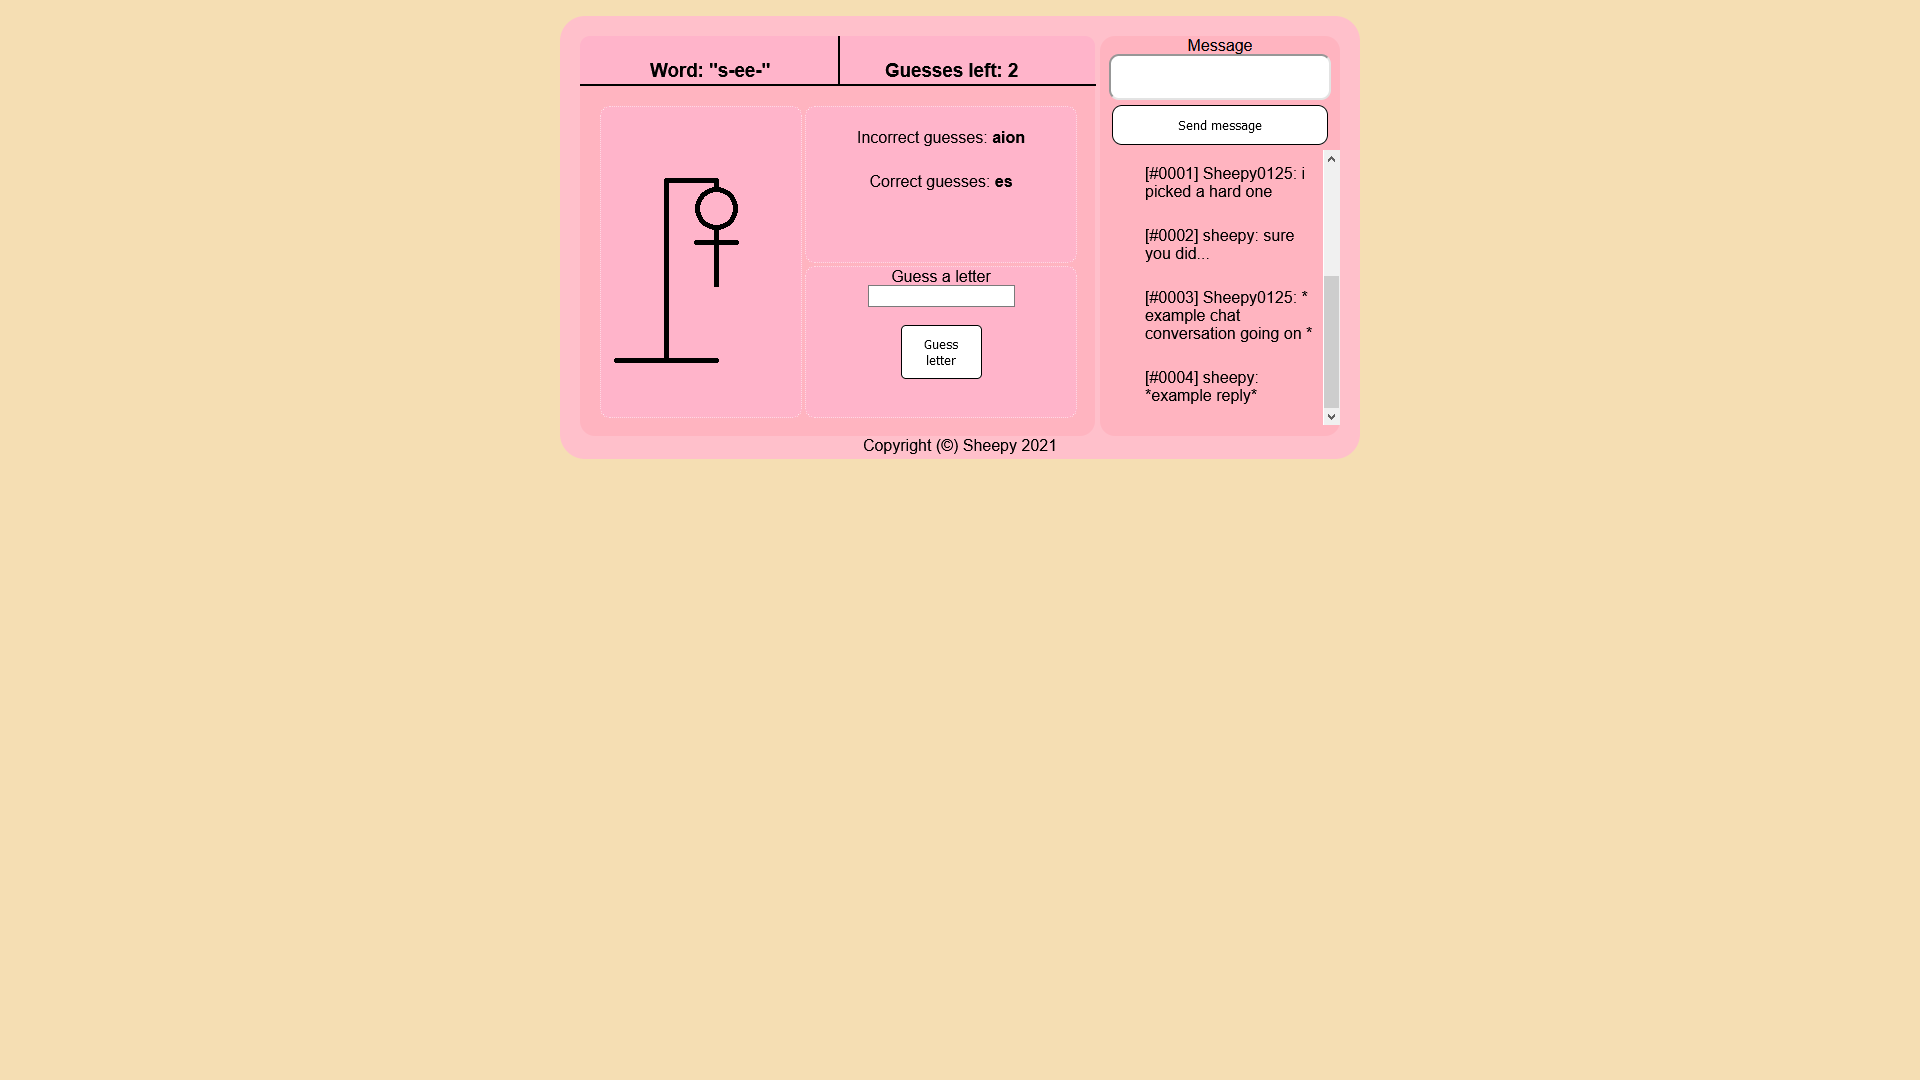 Word: "s-ee-"
Guesses left: 2
Incorrect guesses: aion
Correct guesses: es
Guess a letter
Guess
letter
Message
Send message
[#0001] Sheepy0125: i
picked a hard one
[#0002] sheepy: sure
you did...
[#0003] Sheepy0125: *
example chat
conversation going on *
[#0004] sheepy:
*example reply*
Copyright (©) Sheepy 2021